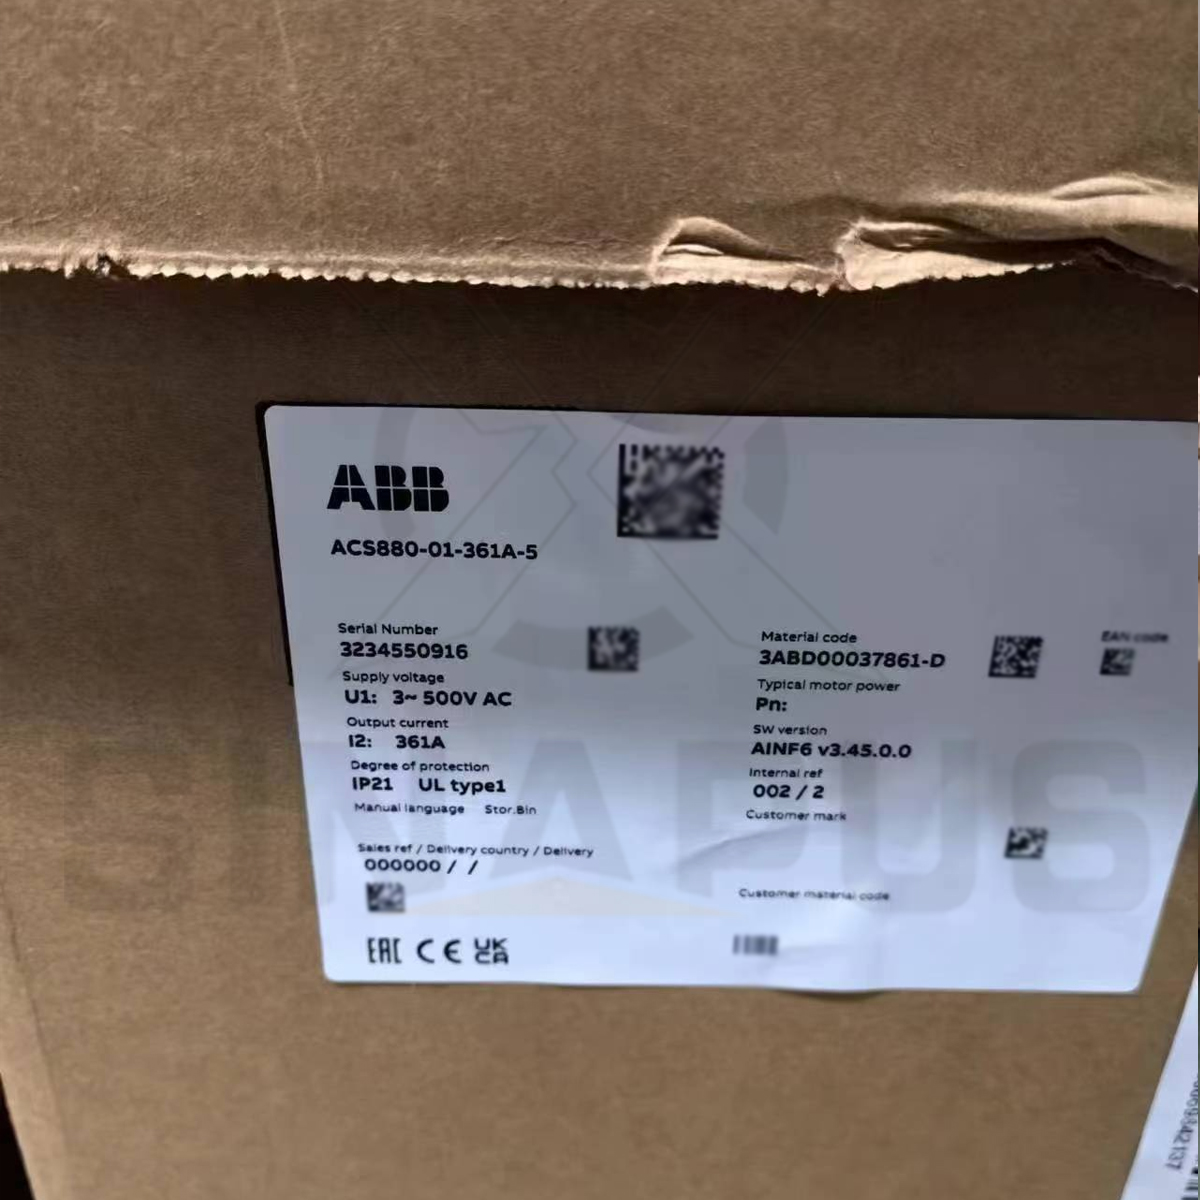 ABB
ACS880-01-361A-5
Serial Number
3234550916
Supply voltage
U1: 3~ 500V AC
Output current
I2: 361A
Degree of protection
IP21 UL type1
Manual language Stor.Bin
Sales ref / Delivery country / Delivery
000000 / /
EAC CE UKCA
Material code
3ABD00037861-D
EAN code
Typical motor power
Pn:
SW version
AINF6 v3.45.0.0
Internal ref
002 / 2
Customer mark
Customer material code
NAPUS